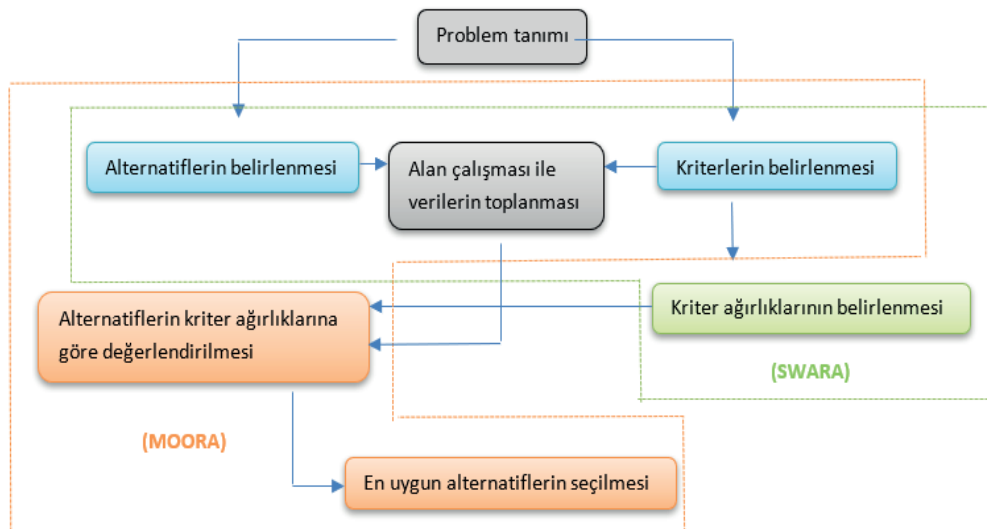 Problem tanımı
Alternatiflerin belirlenmesi
Alan çalışması ile
verilerin toplanması
Kriterlerin belirlenmesi
Alternatiflerin kriter ağırlıklarına
göre değerlendirilmesi
Kriter ağırlıklarının belirlenmesi
(SWARA)
(MOORA)
En uygun alternatiflerin seçilmesi